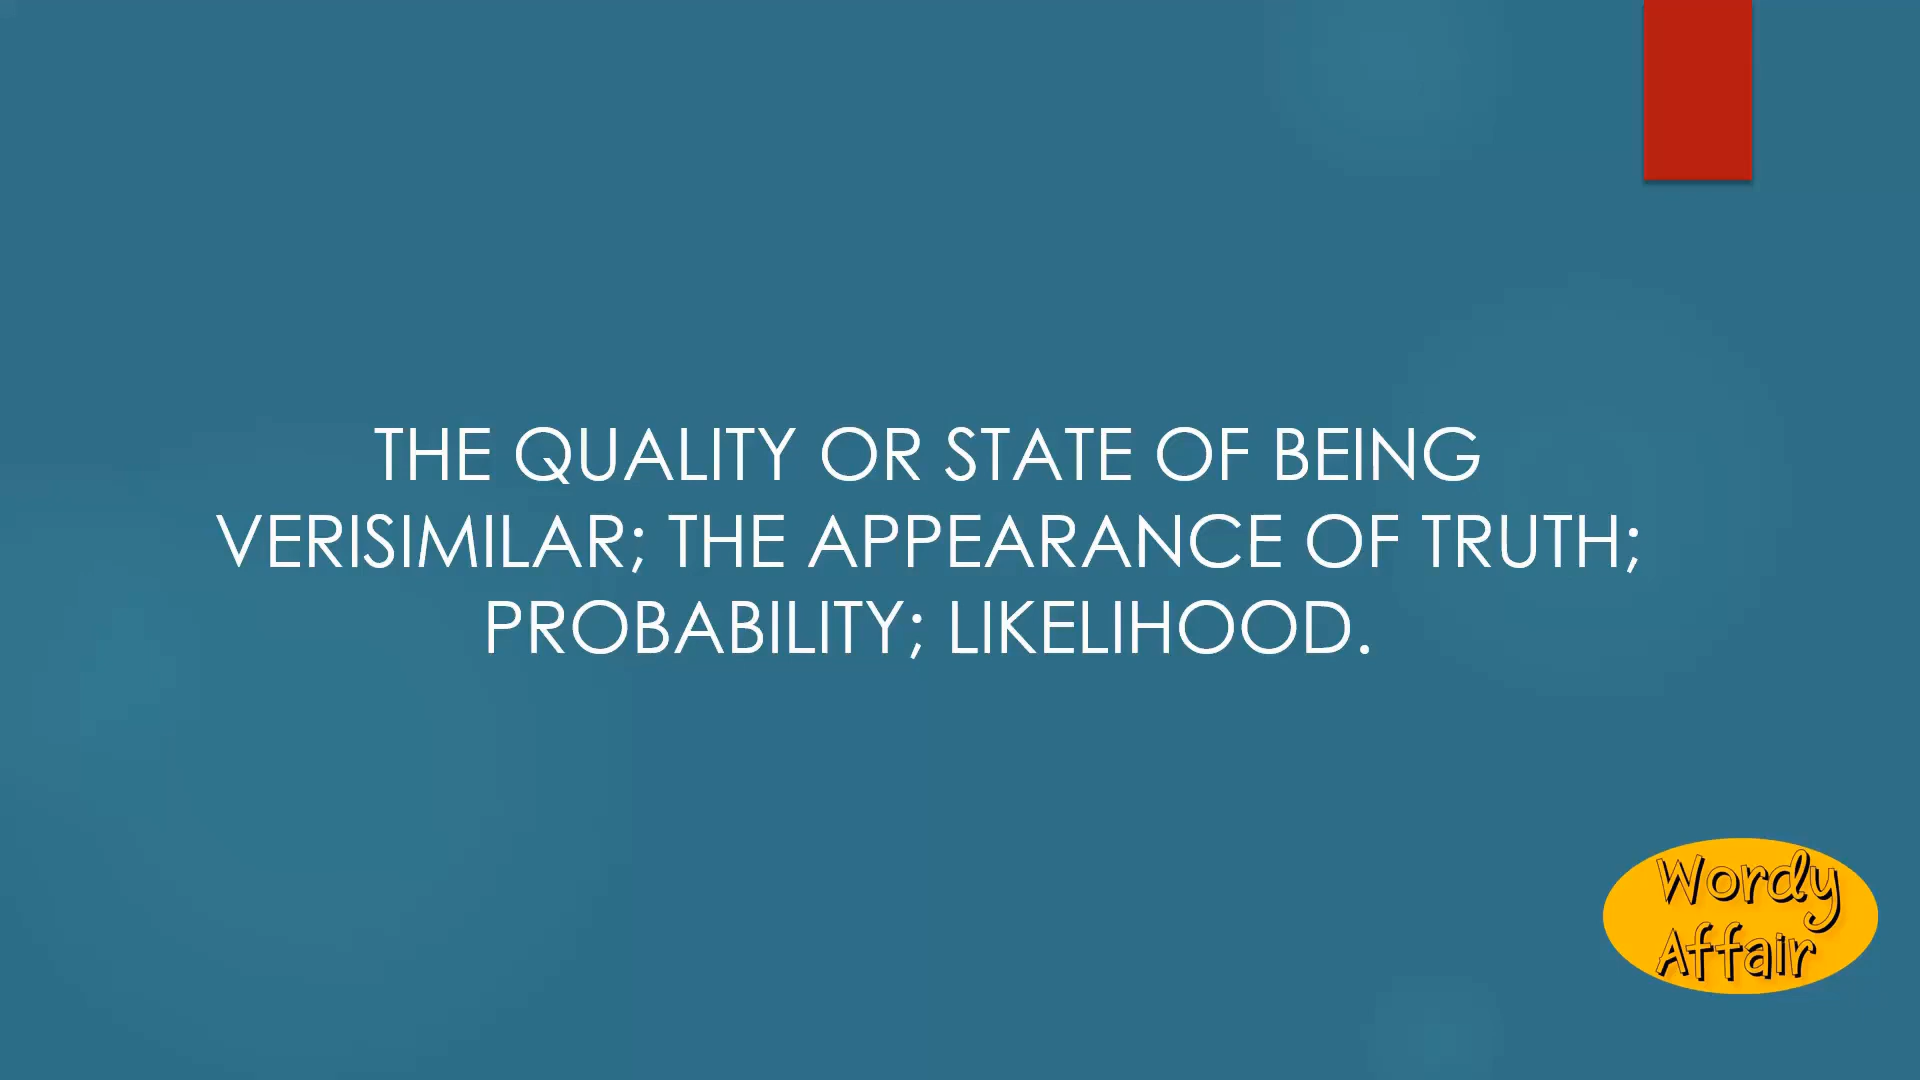 THE QUALITY OR STATE OF BEING
VERISIMILAR; THE APPEARANCE OF TRUTH;
PROBABILITY; LIKELIHOOD.
Wordy
Affair